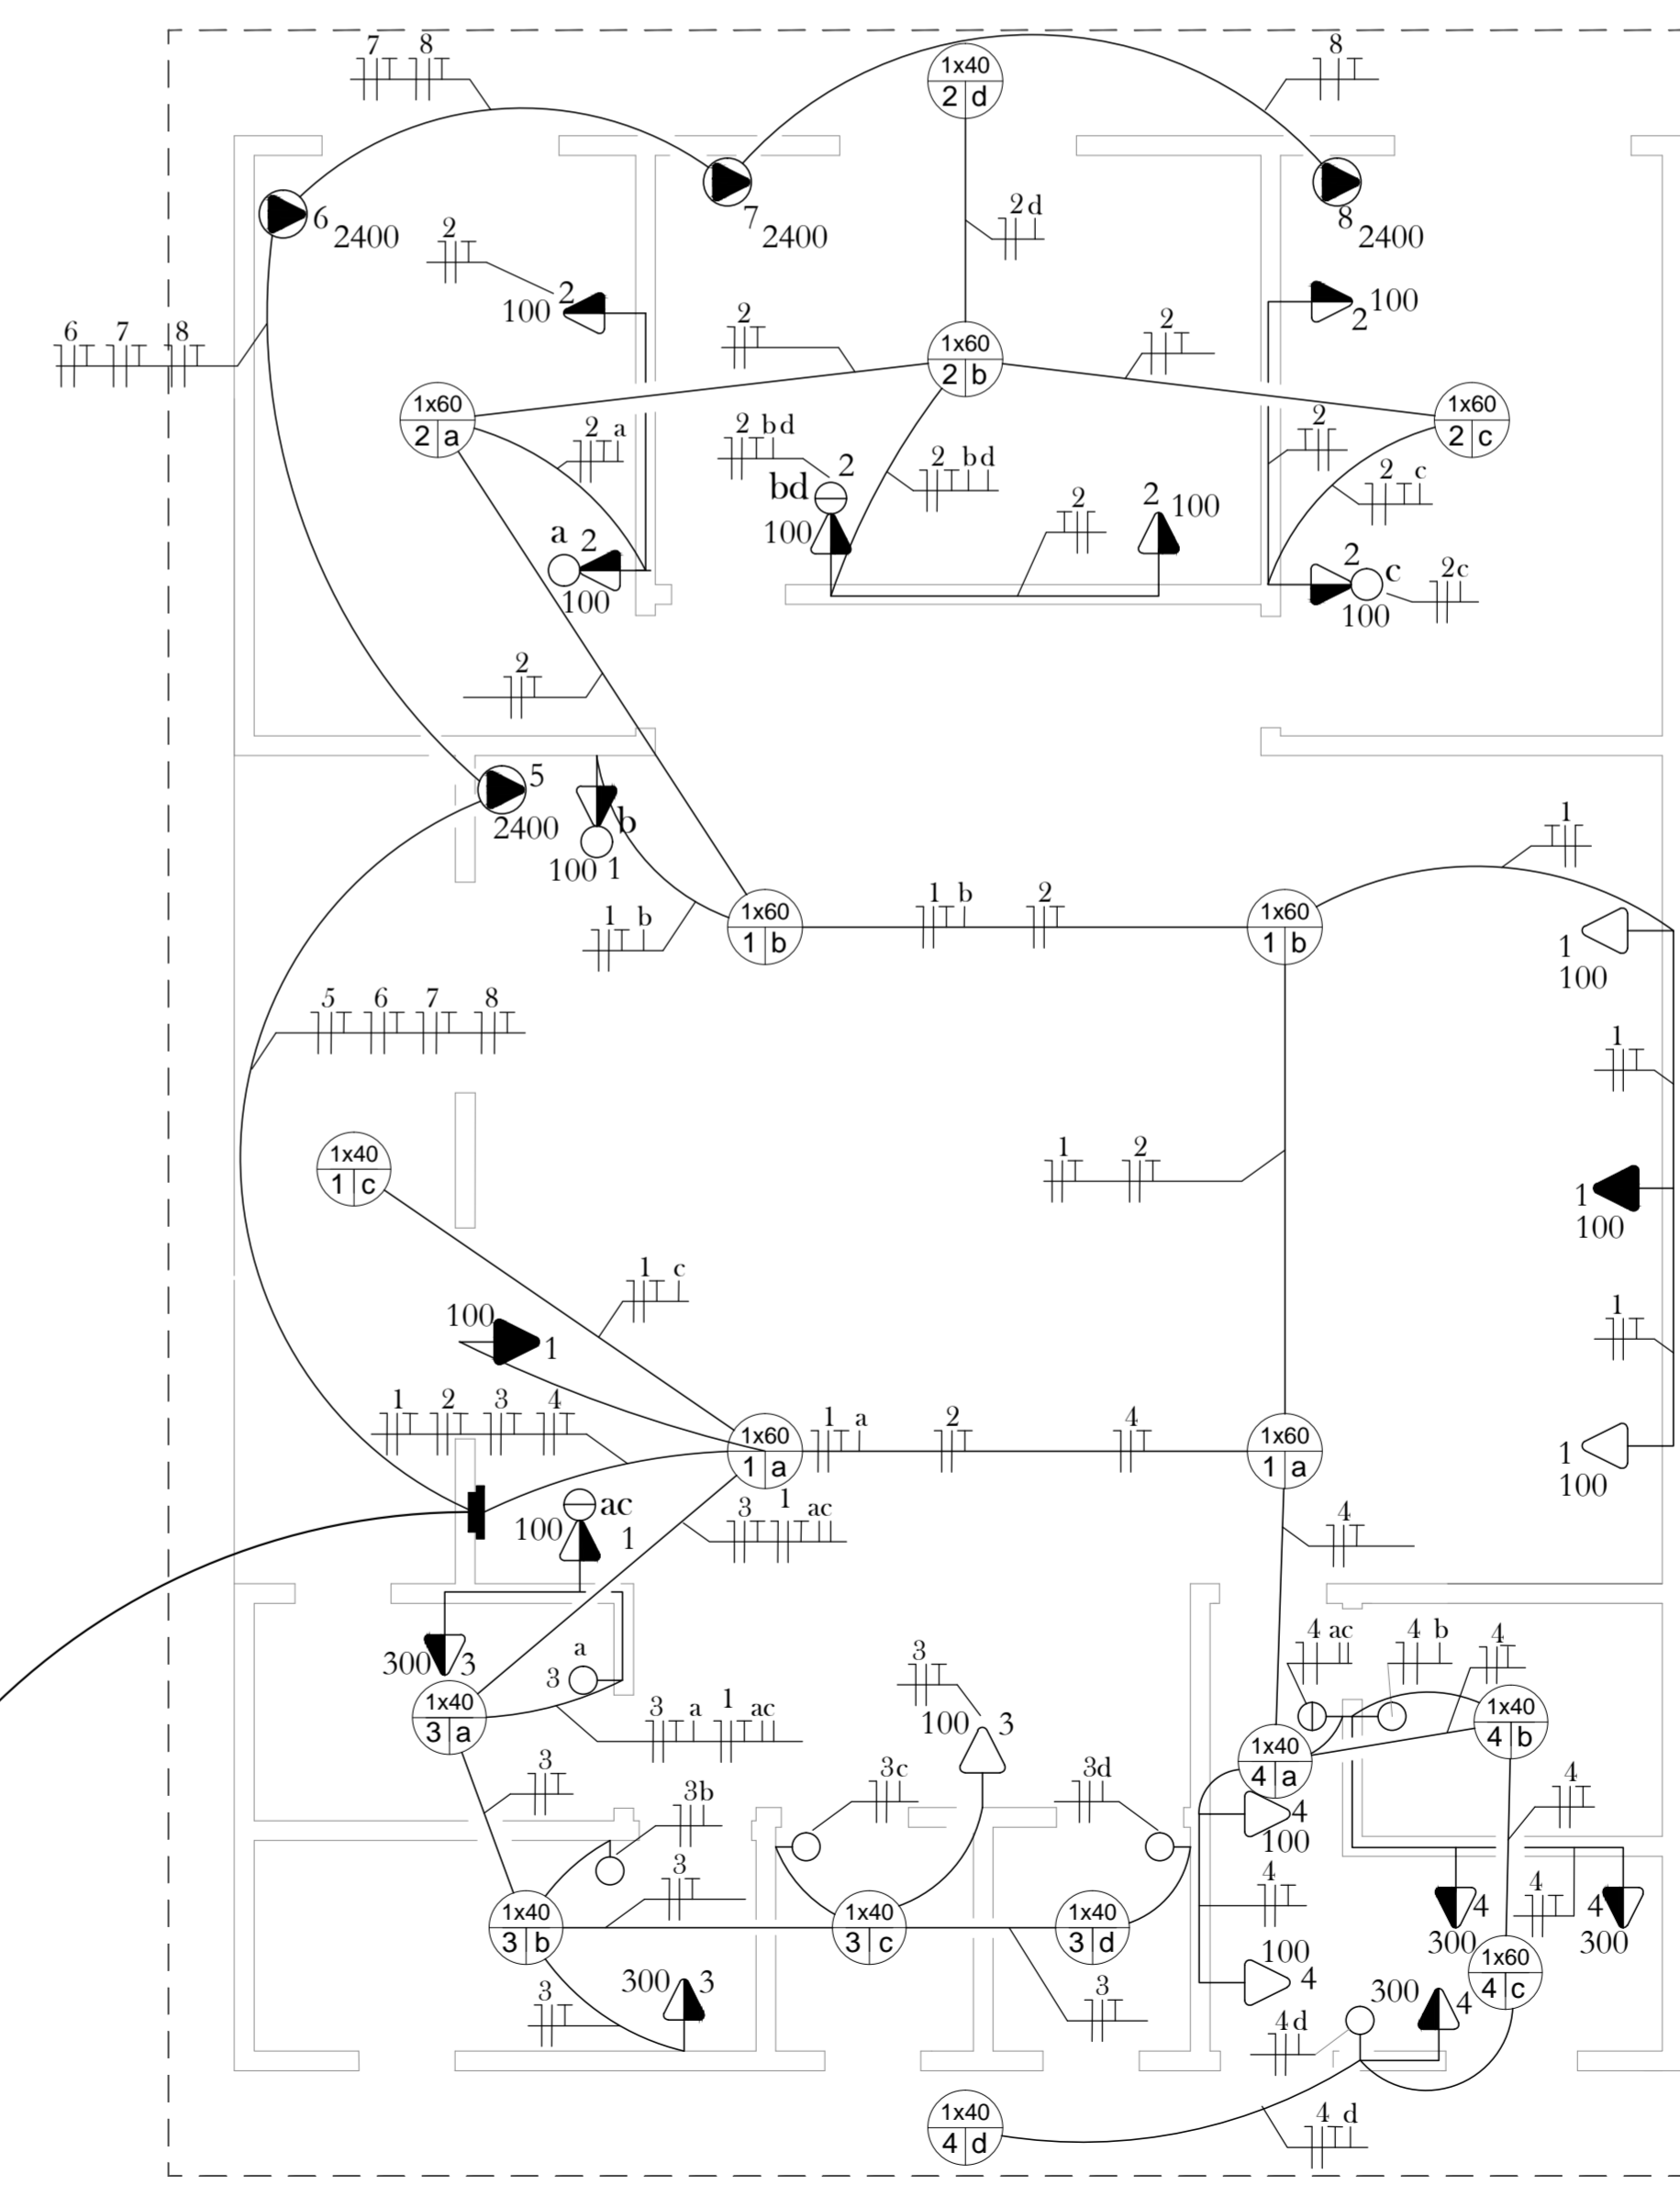 7 8
8
1x40
2 d
6
2400
7
2400
8
2400
2
2d
2
100
100
2
6 7 8
2
2
1x60
2 b
1x60
2 a
1x60
2 c
2 a
2 bd
2
bd
100
2 bd
2
2 100
2
2 c
a 2
100
2
c
100
2c
2
5
2400
b
100 1
1 b
1x60
1 b
1 b 2
1x60
1 b
1
1
100
5 6 7 8
1
1x40
1 c
1 2
1
100
1 c
100
1
1
1 2 3 4
1x60
1 a
1 a 2 4
1x60
1 a
1
100
ac
100
1
3 1 ac
4
300 3
a
3
1x40
3 a
3 a 1 ac
3
100 3
4 ac 4 b 4
1x40
4 b
1x40
4 a
3
3b
3c
3d
4
100
4
3
4
1x40
3 b
1x40
3 c
1x40
3 d
4
300
4
4
300
1x60
4 c
3
300 3
3
100
4
300 4
4d
1x40
4 d
4 d